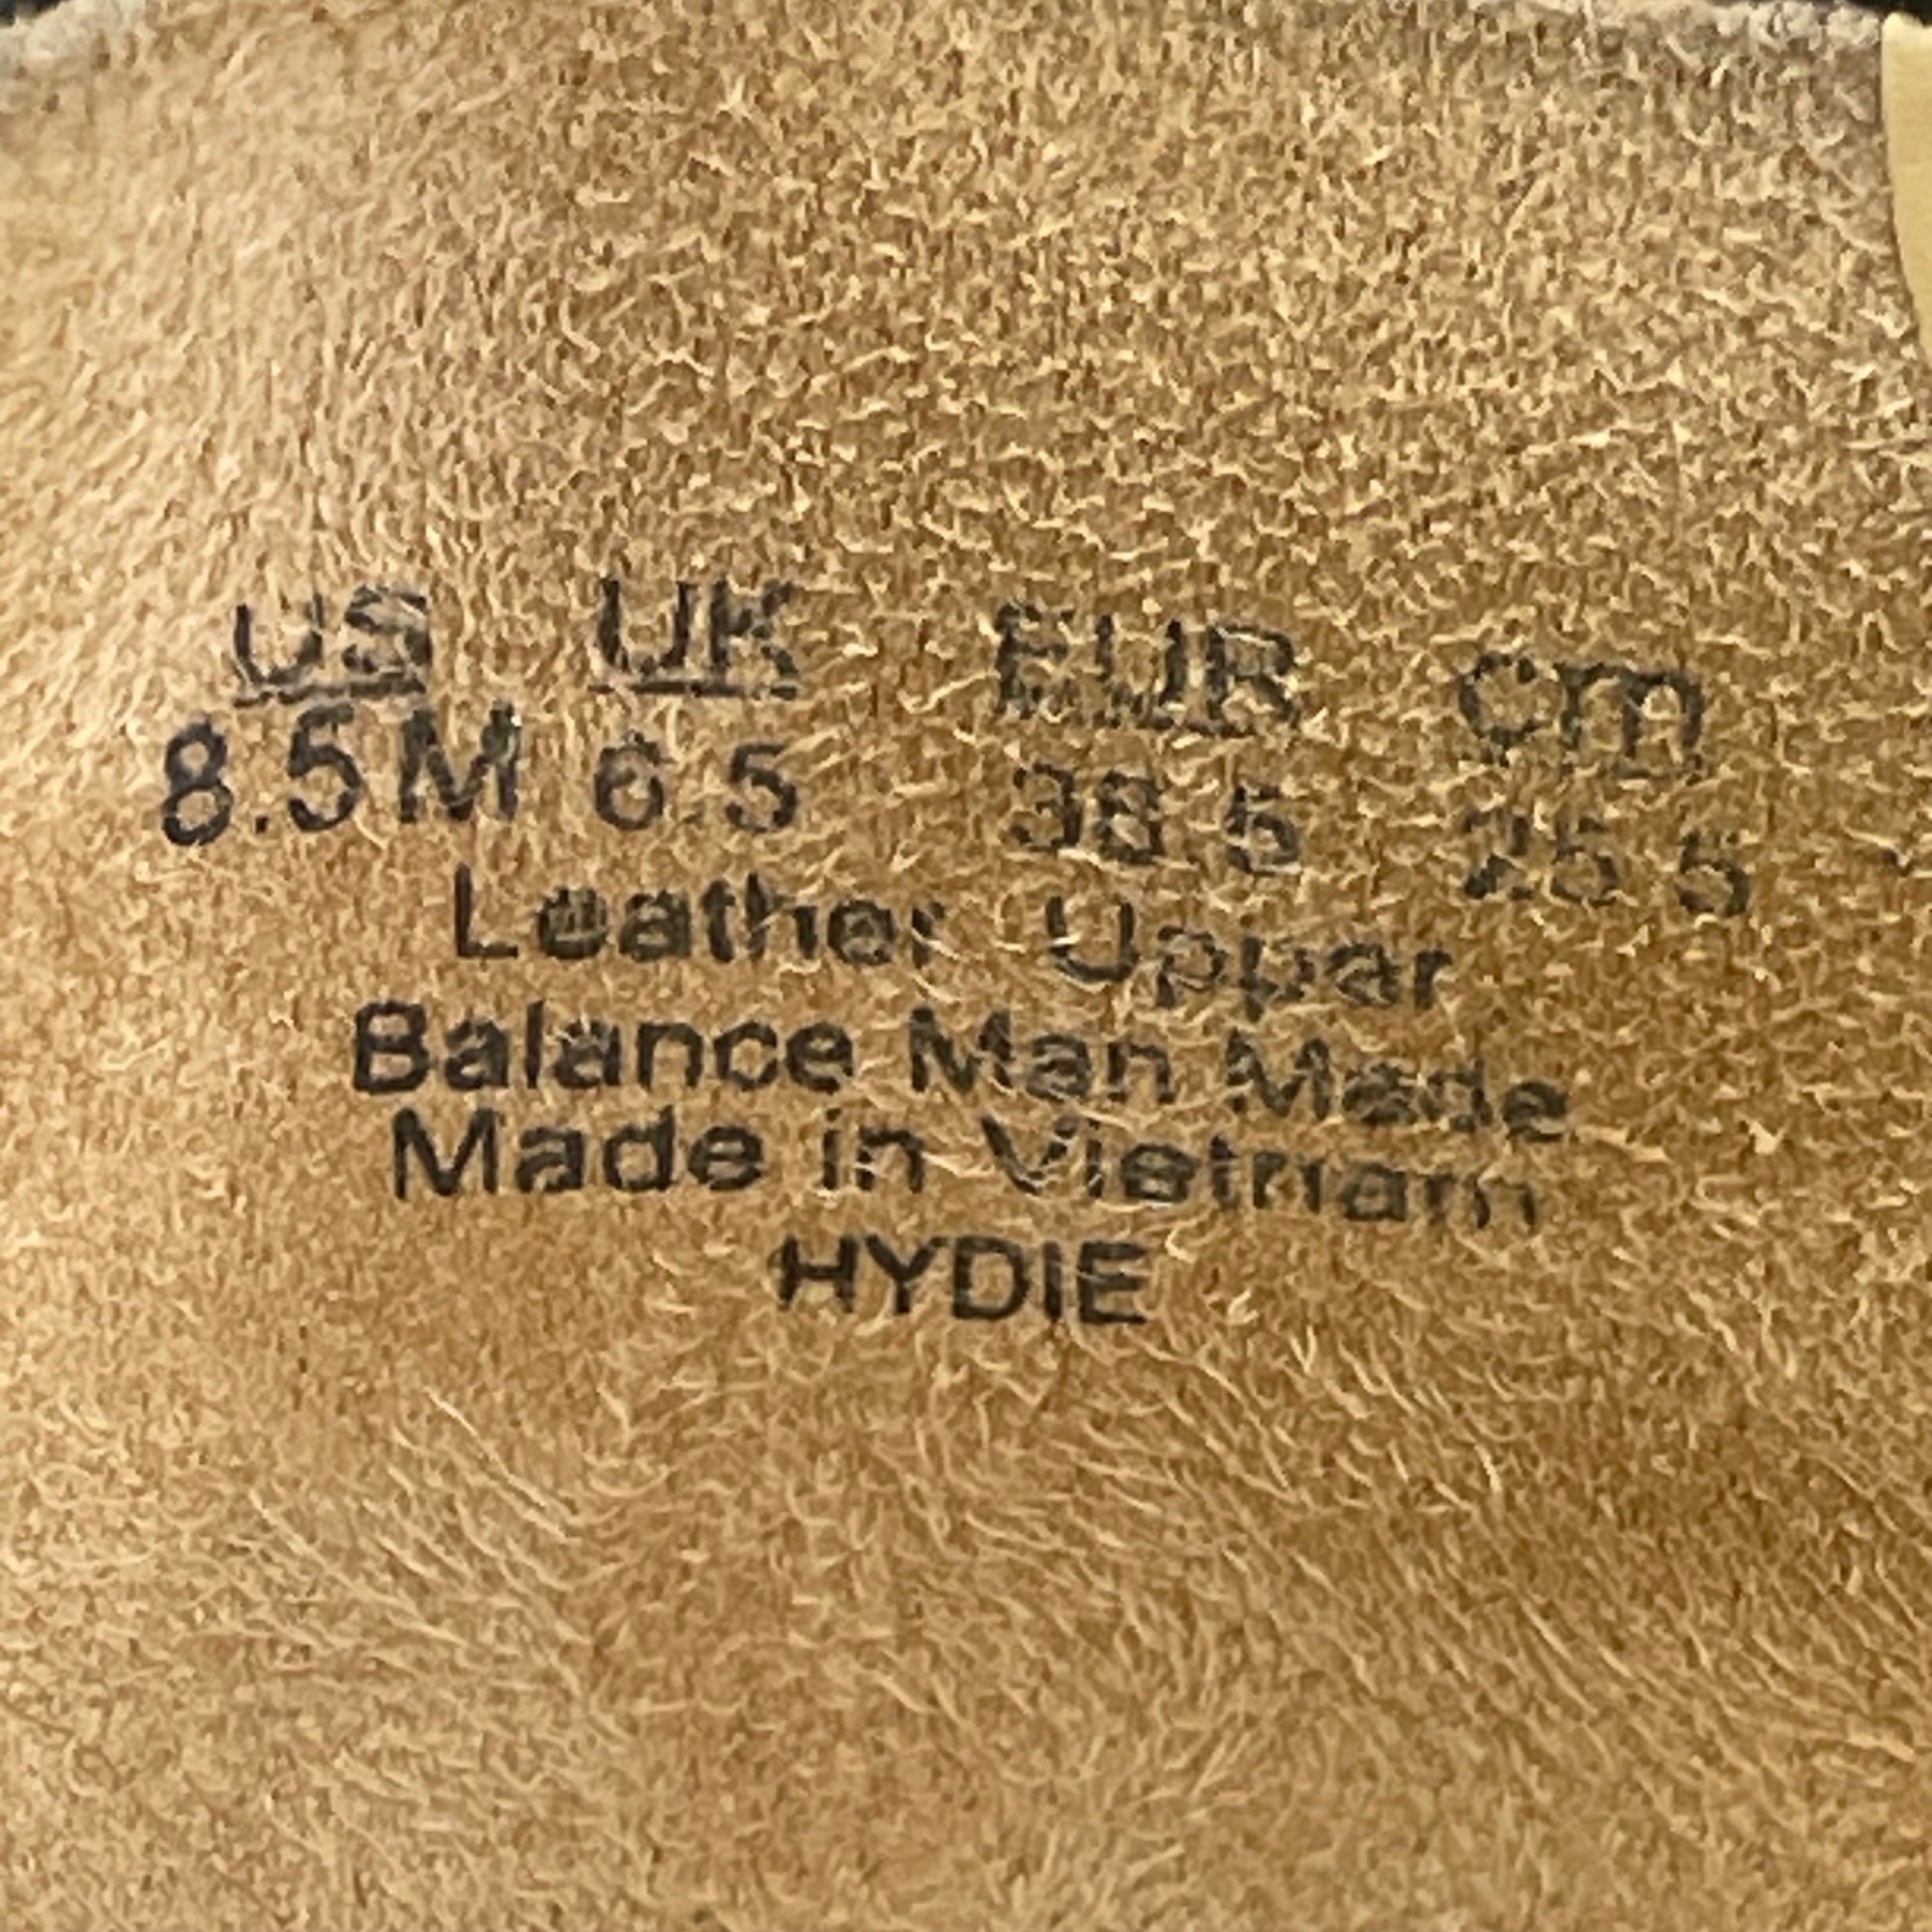 US UK EUR cm
8.5M 6.5 38.5 25.5
Leather Upper
Balance Man Made
Made in Vietnam
HYDIE